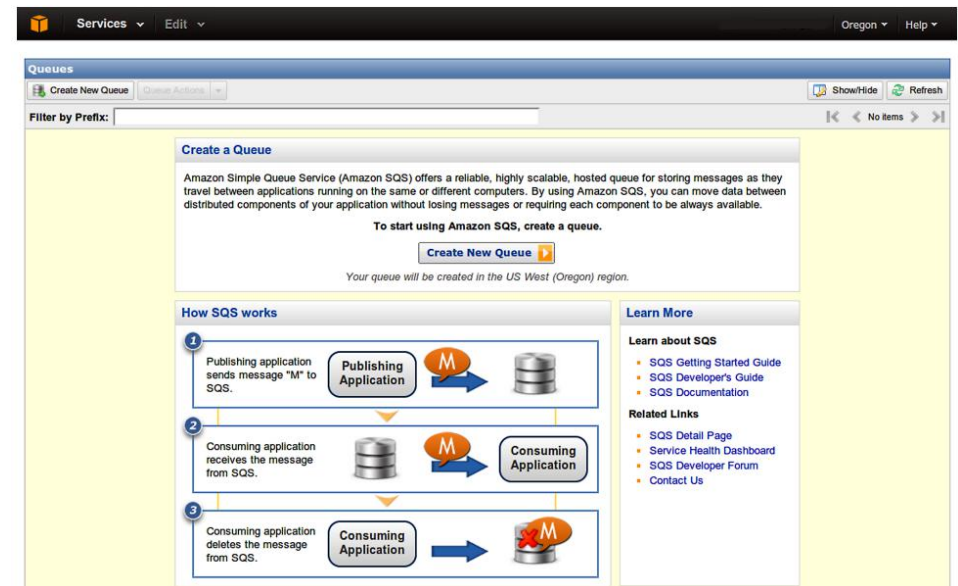 Services Edit Oregon Help
Queues
Create New Queue Queue Actions Show/Hide Refresh
Filter by Prefix: No items
Create a Queue
Amazon Simple Queue Service (Amazon SQS) offers a reliable, highly scalable, hosted queue for storing messages as they
travel between applications running on the same or different computers. By using Amazon SQS, you can move data between
distributed components of your application without losing messages or requiring each component to be always available.
To start using Amazon SQS, create a queue.
Create New Queue
Your queue will be created in the US West (Oregon) region.
How SQS works
1
Publishing application
sends message "M" to
SQS.
Publishing
Application
M
2
Consuming application
receives the message
from SQS.
M
Consuming
Application
3
Consuming application
deletes the message
from SQS.
Consuming
Application
M
Learn More
Learn about SQS
SQS Getting Started Guide
SQS Developer's Guide
SQS Documentation
Related Links
SQS Detail Page
Service Health Dashboard
SQS Developer Forum
Contact Us